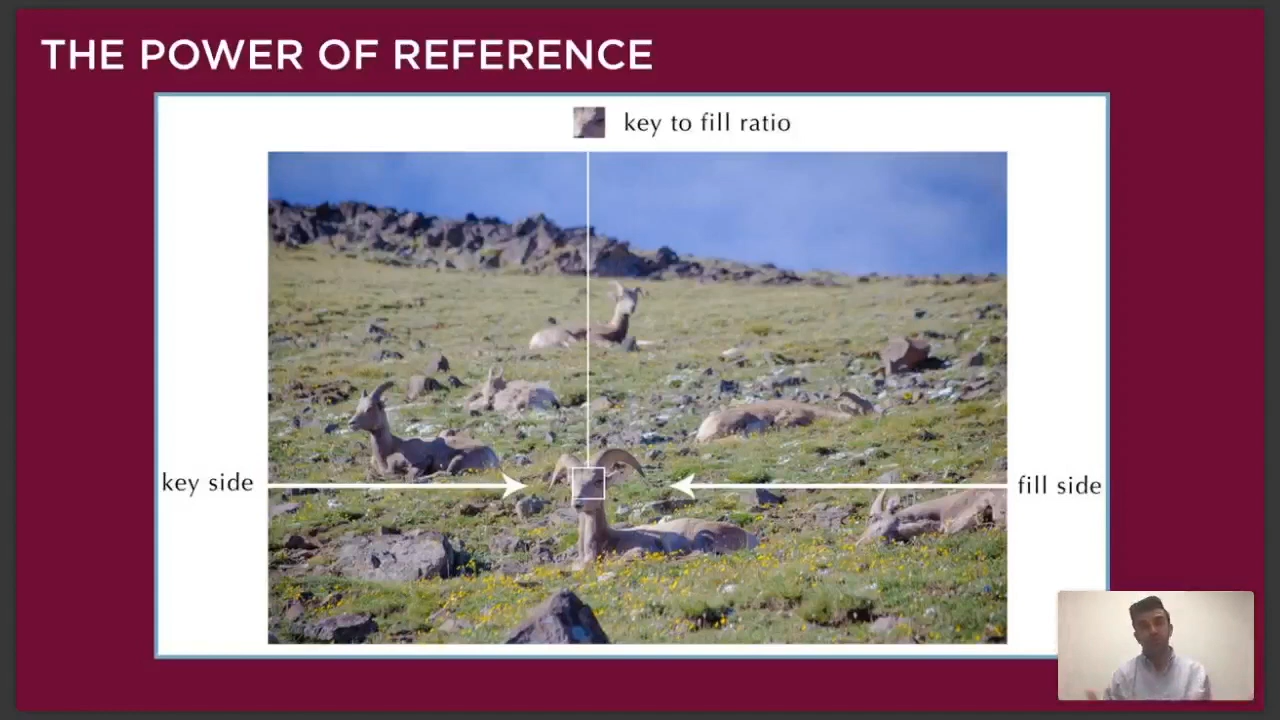 THE POWER OF REFERENCE
key to fill ratio
key side
fill side